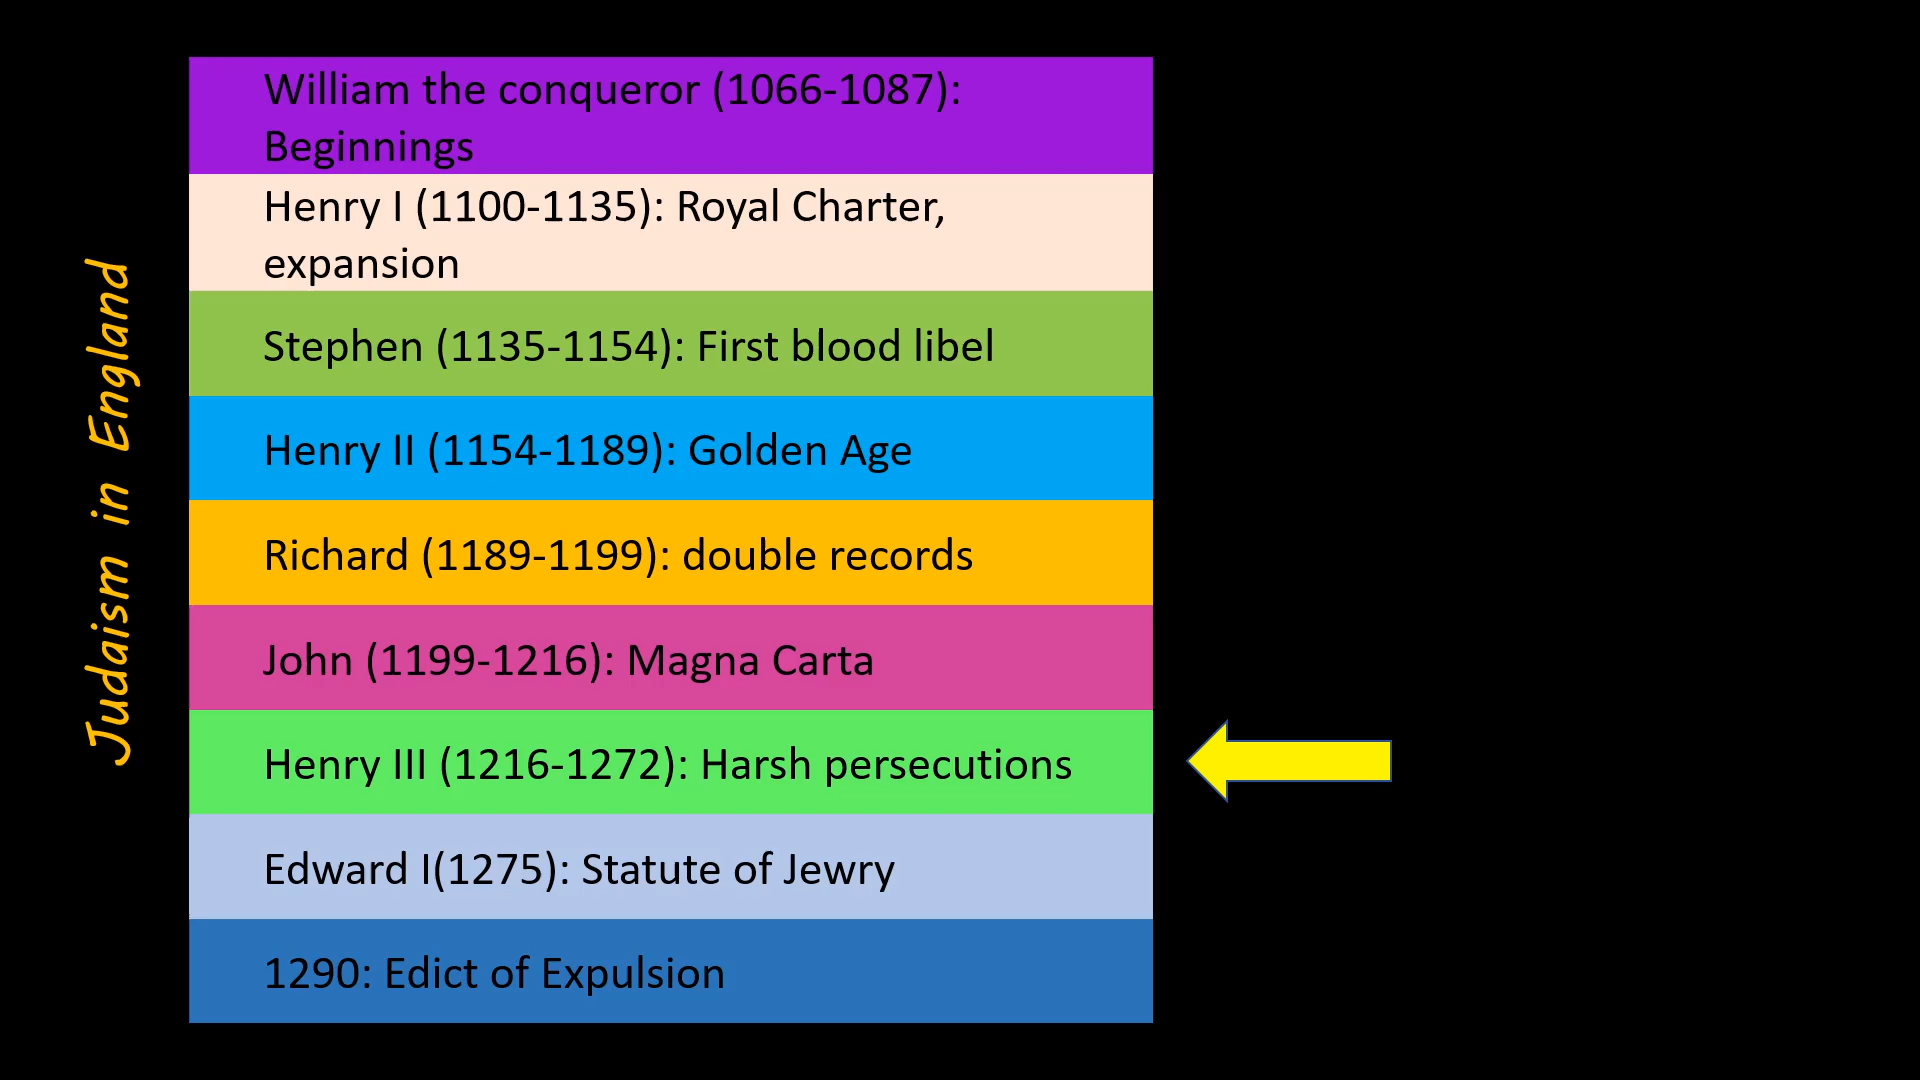 Judaism in England
William the conqueror (1066-1087):
Beginnings
Henry I (1100-1135): Royal Charter,
expansion
Stephen (1135-1154): First blood libel
Henry II (1154-1189): Golden Age
Richard (1189-1199): double records
John (1199-1216): Magna Carta
Henry III (1216-1272): Harsh persecutions
Edward I(1275): Statute of Jewry
1290: Edict of Expulsion